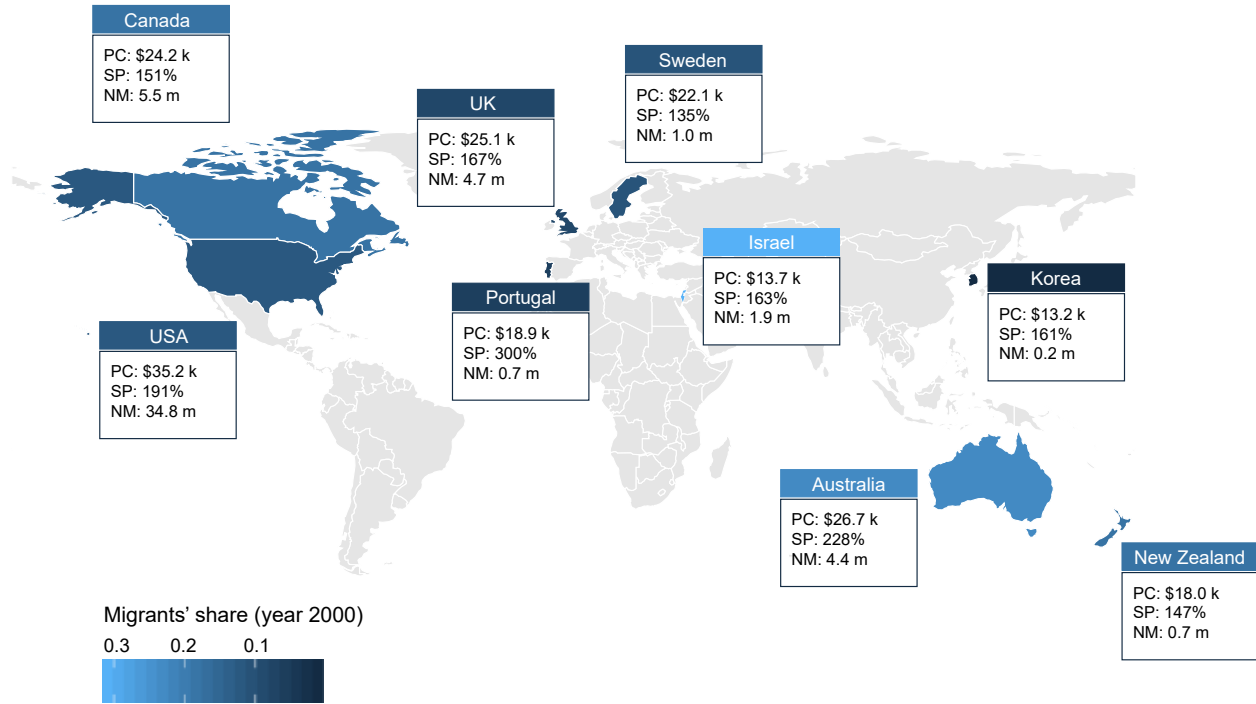 Canada
PC: $24.2 k
SP: 151%
NM: 5.5 m
Sweden
PC: $22.1 k
SP: 135%
NM: 1.0 m
UK
PC: $25.1 k
SP: 167%
NM: 4.7 m
Israel
PC: $13.7 k
SP: 163%
NM: 1.9 m
Korea
PC: $13.2 k
SP: 161%
NM: 0.2 m
Portugal
PC: $18.9 k
SP: 300%
NM: 0.7 m
USA
PC: $35.2 k
SP: 191%
NM: 34.8 m
Australia
PC: $26.7 k
SP: 228%
NM: 4.4 m
New Zealand
PC: $18.0 k
SP: 147%
NM: 0.7 m
Migrants’ share (year 2000)
0.3 0.2 0.1